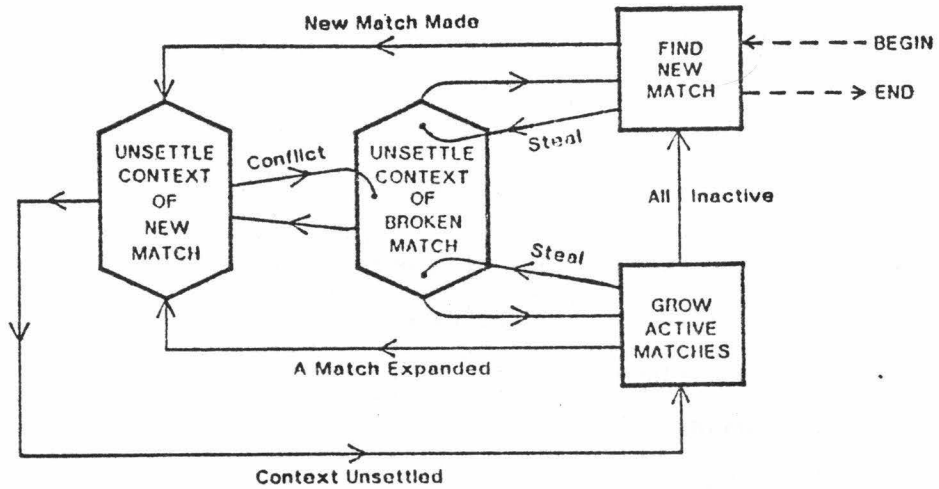 New Match Made
FIND
NEW
MATCH
BEGIN
END
Steal
UNSETTLE
CONTEXT
OF
NEW
MATCH
Conflict
UNSETTLE
CONTEXT
OF
BROKEN
MATCH
All Inactive
Steal
GROW
ACTIVE
MATCHES
A Match Expanded
Context Unsettled